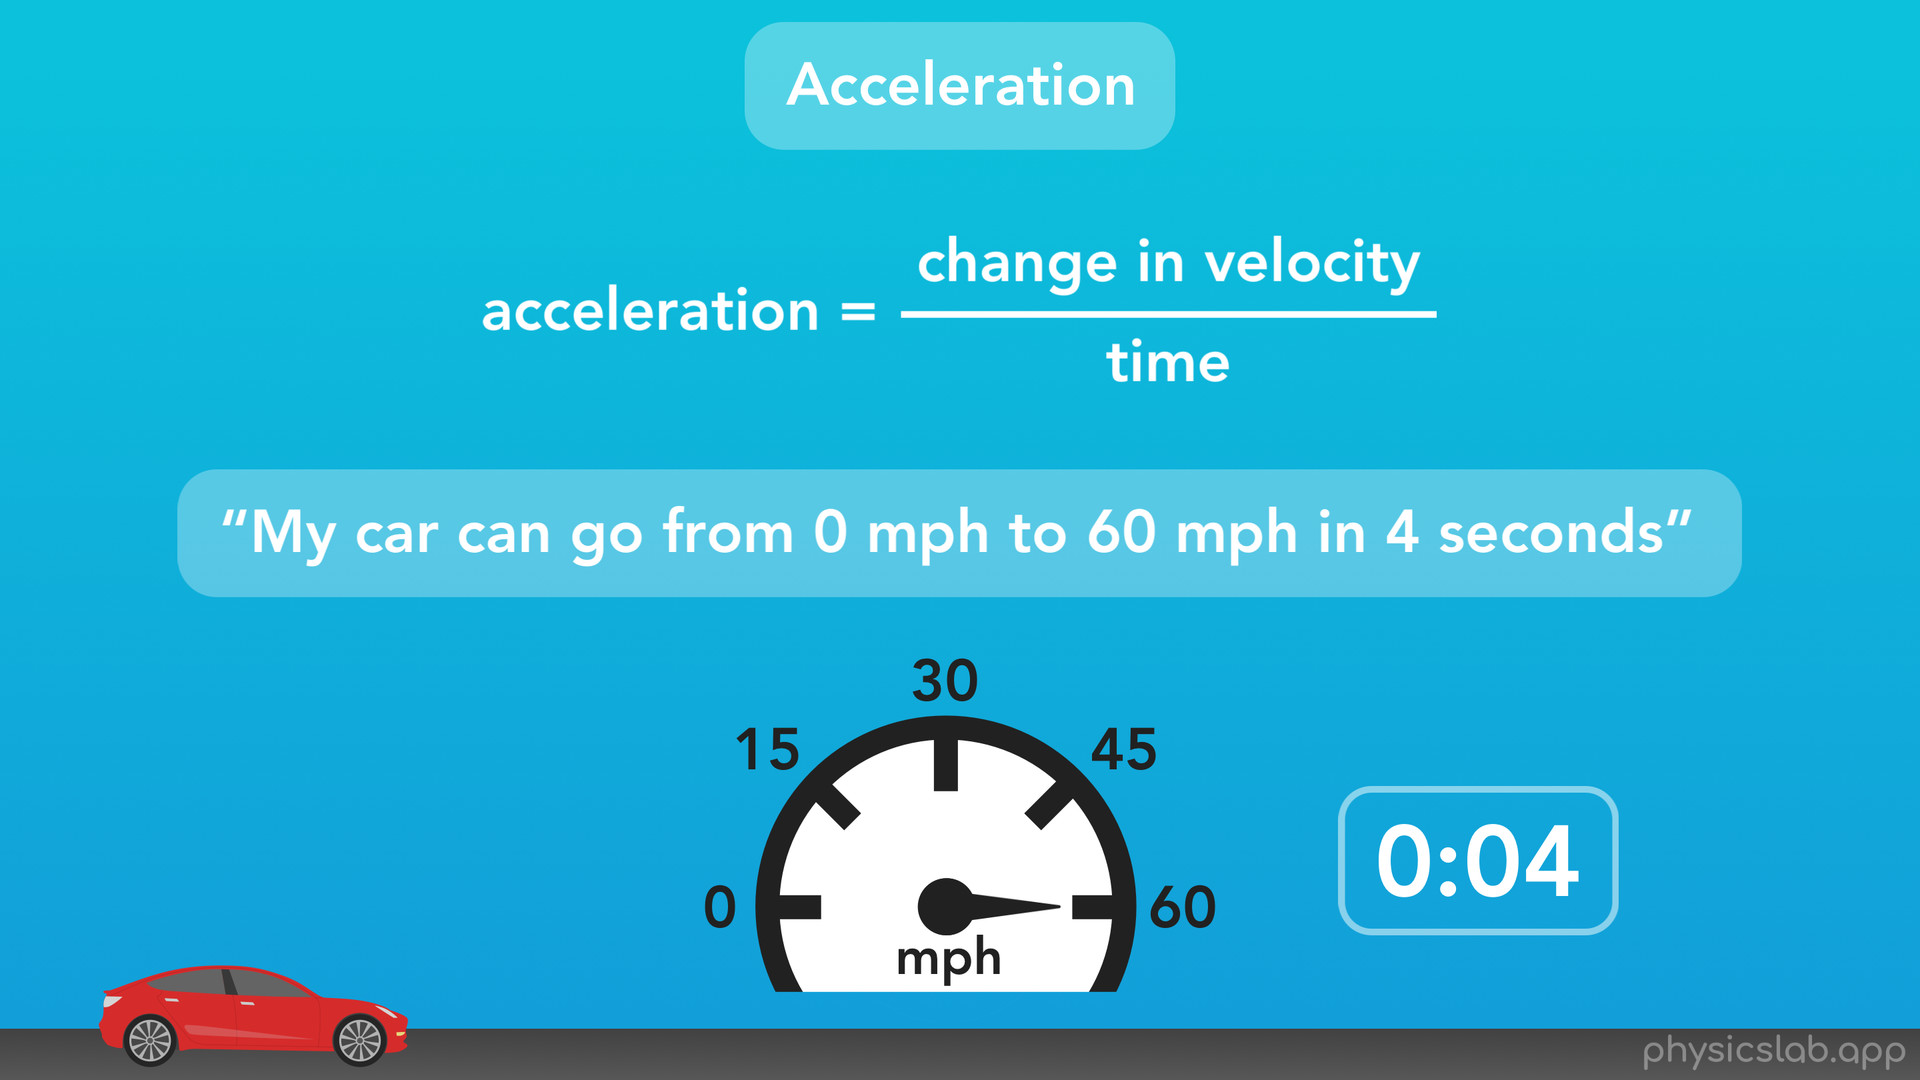 Acceleration
change in velocity
acceleration =
time
“My car can go from 0 mph to 60 mph in 4 seconds”
30
15
45
0
60
mph
0:04
physicslab.app